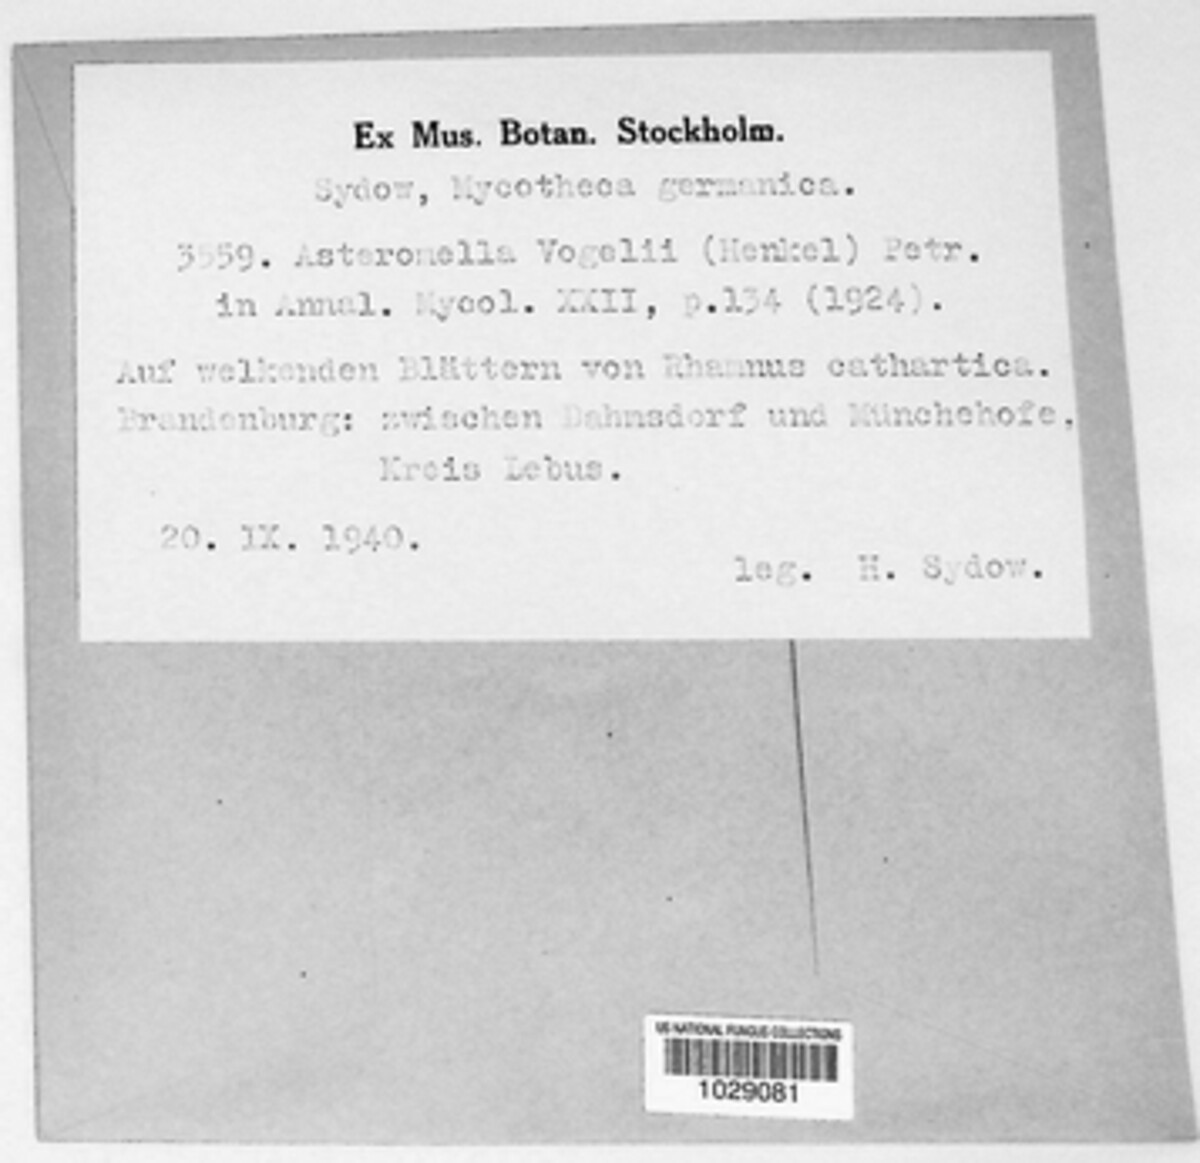 Ex Mus. Botan. Stockholm.
Sydow, Mycotheca germanica.
3559. Asteromella Vogelii (Henkel) Petr.
in Annal. Mycol. XXII, p.134 (1924).
Auf welkenden Blättern von Rhamnus cathartica.
Brandenburg: zwischen Dahmsdorf und Münchehofe,
Kreis Lebus.
20. IX. 1940.
leg. H. Sydow.
US NATIONAL FUNGUS COLLECTIONS
1029081